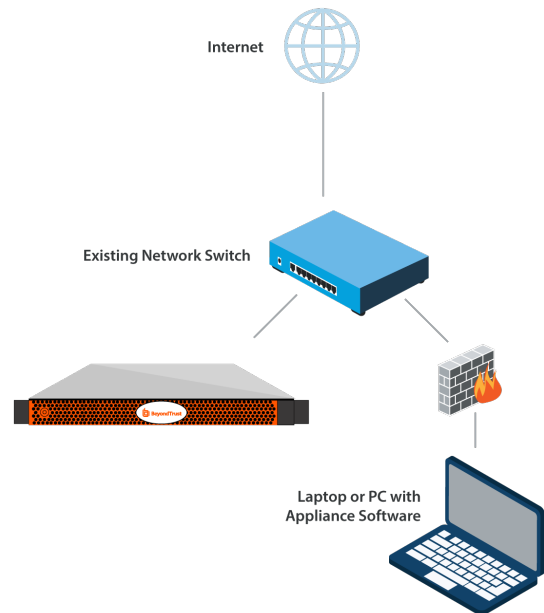 Internet
Existing Network Switch
BeyondTrust
Laptop or PC with
Appliance Software